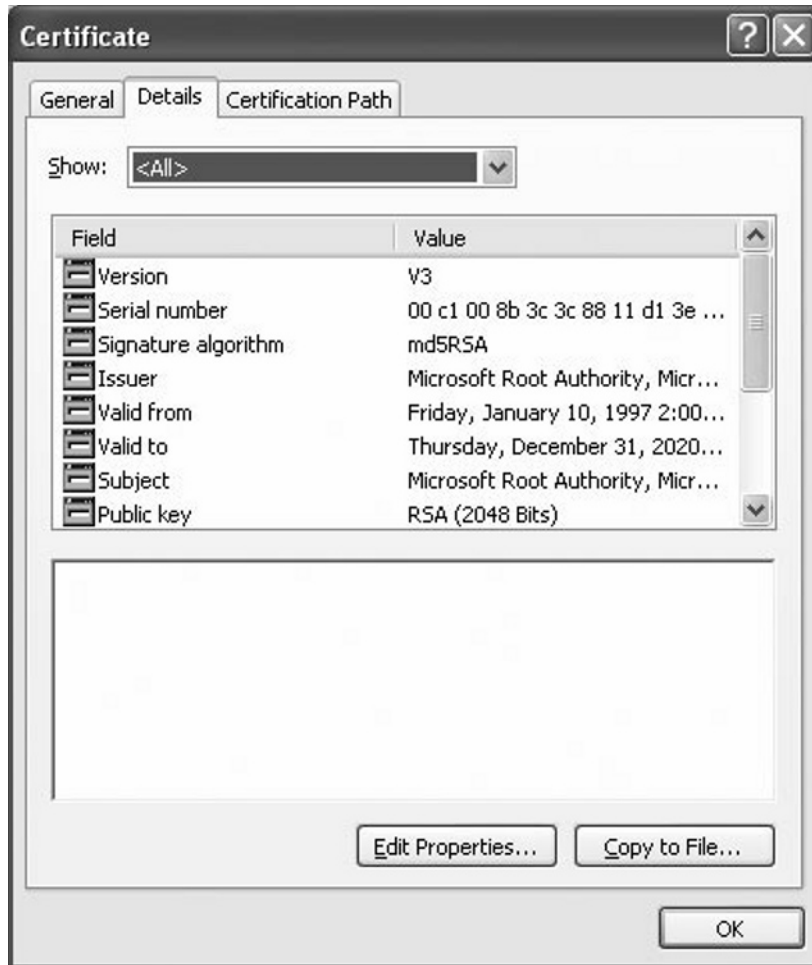 Certificate
General Details Certification Path
Show: <All>
Field Value
Version V3
Serial number 00 c1 00 8b 3c 3c 88 11 d1 3e ...
Signature algorithm md5RSA
Issuer Microsoft Root Authority, Micr...
Valid from Friday, January 10, 1997 2:00...
Valid to Thursday, December 31, 2020...
Subject Microsoft Root Authority, Micr...
Public key RSA (2048 Bits)
Edit Properties... Copy to File...
OK